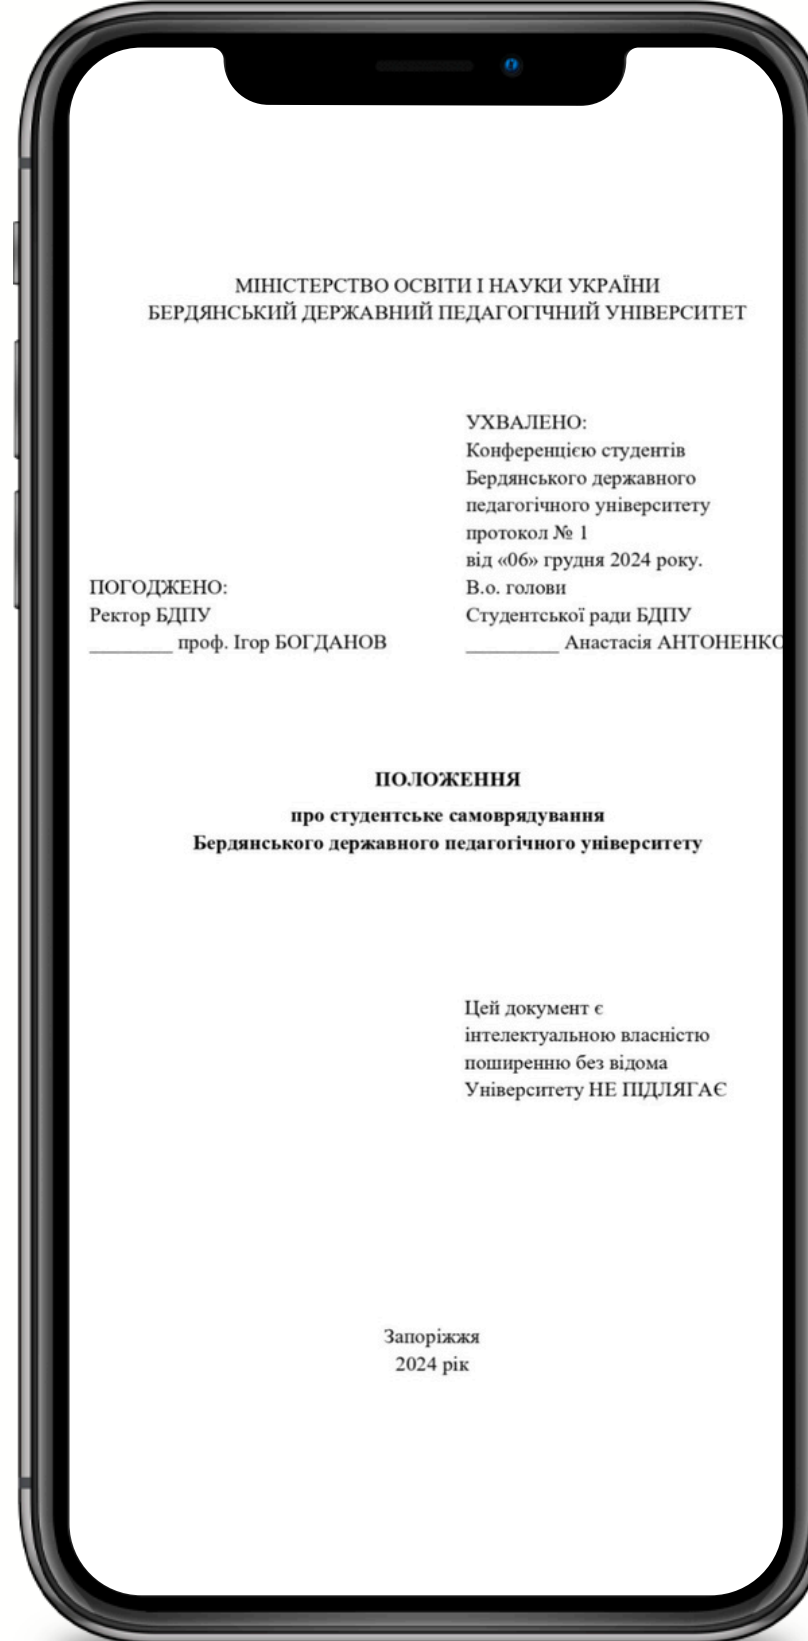 МІНІСТЕРСТВО ОСВІТИ І НАУКИ УКРАЇНИ
БЕРДЯНСЬКИЙ ДЕРЖАВНИЙ ПЕДАГОГІЧНИЙ УНІВЕРСИТЕТ
УХВАЛЕНО:
Конференцією студентів
Бердянського державного
педагогічного університету
протокол № 1
від «06» грудня 2024 року.
В.о. голови
Студентської ради БДПУ
_________ Анастасія АНТОНЕНКО
ПОГОДЖЕНО:
Ректор БДПУ
________ проф. Ігор БОГДАНОВ
ПОЛОЖЕННЯ
про студентське самоврядування
Бердянського державного педагогічного університету
Цей документ є
інтелектуальною власністю
поширенню без відома
Університету НЕ ПІДЛЯГАЄ
Запоріжжя
2024 рік